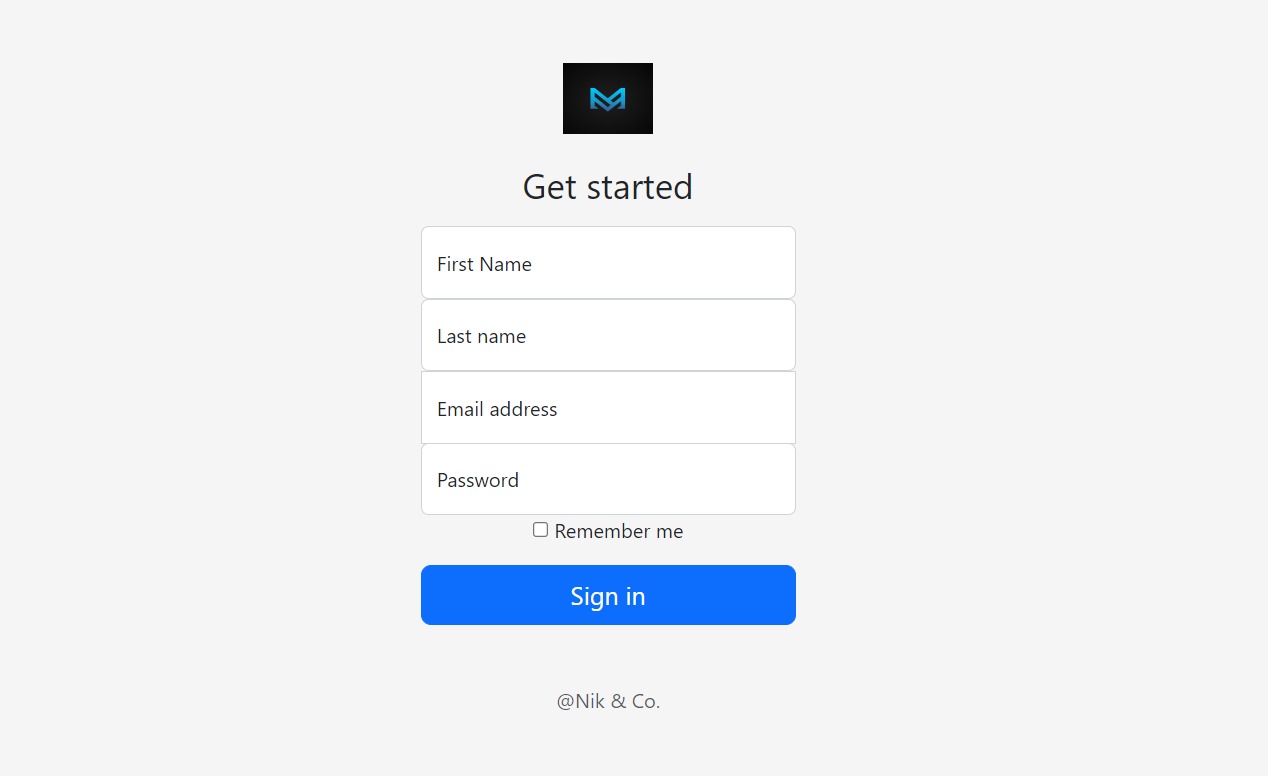 Get started
First Name
Last name
Email address
Password
Remember me
Sign in
@Nik & Co.